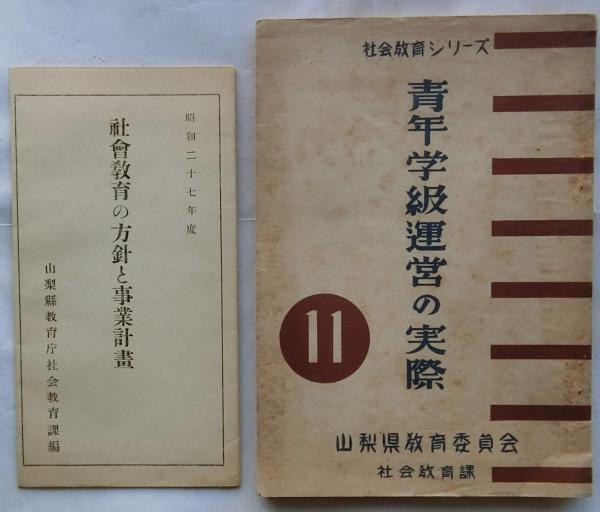 昭和二十七年度
社會教育の方針と事業計畫
山梨縣教育庁社会教育課編
社会教育シリーズ
青年学級運営の実際
11
山梨県教育委員会
社会教育課